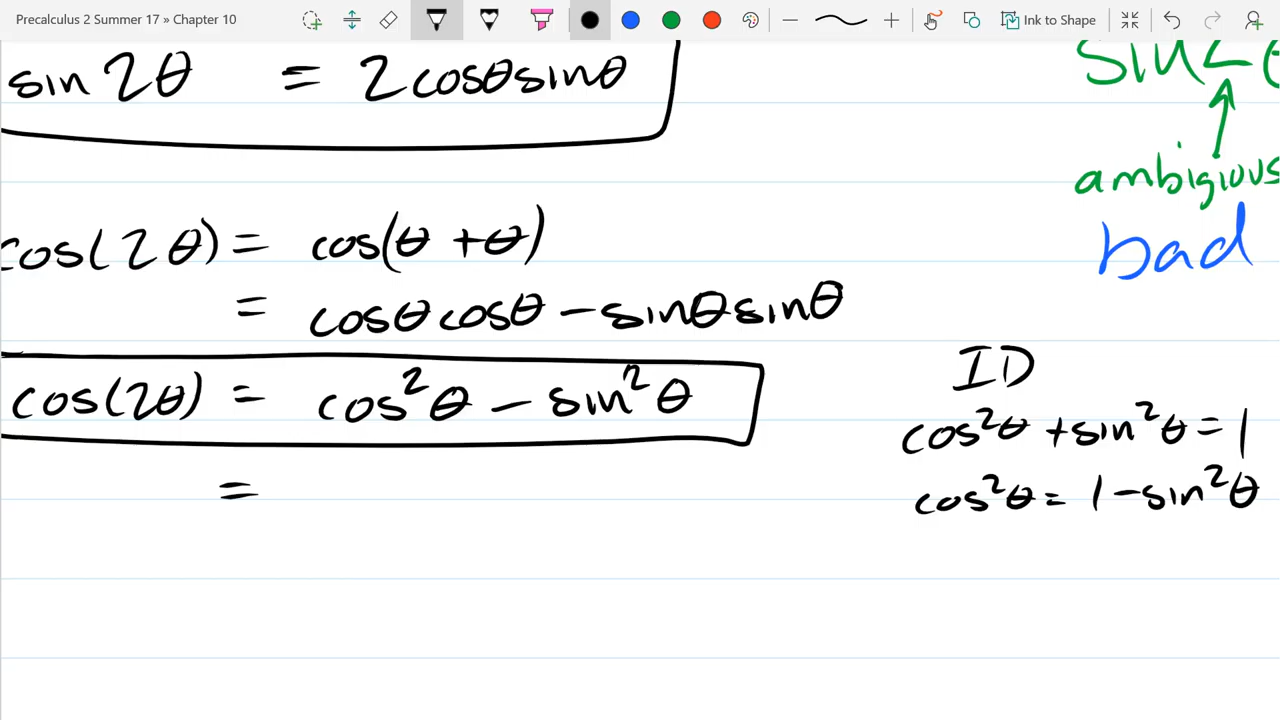 Precalculus 2 Summer 17 » Chapter 10
Ink to Shape
sin 2θ = 2cosθsinθ
cos(2θ) = cos(θ + θ)
= cosθcosθ − sinθsinθ
cos(2θ) = cos²θ − sin²θ
=
sin2θ
ambigious
bad
ID
cos²θ + sin²θ = 1
cos²θ = 1 − sin²θ